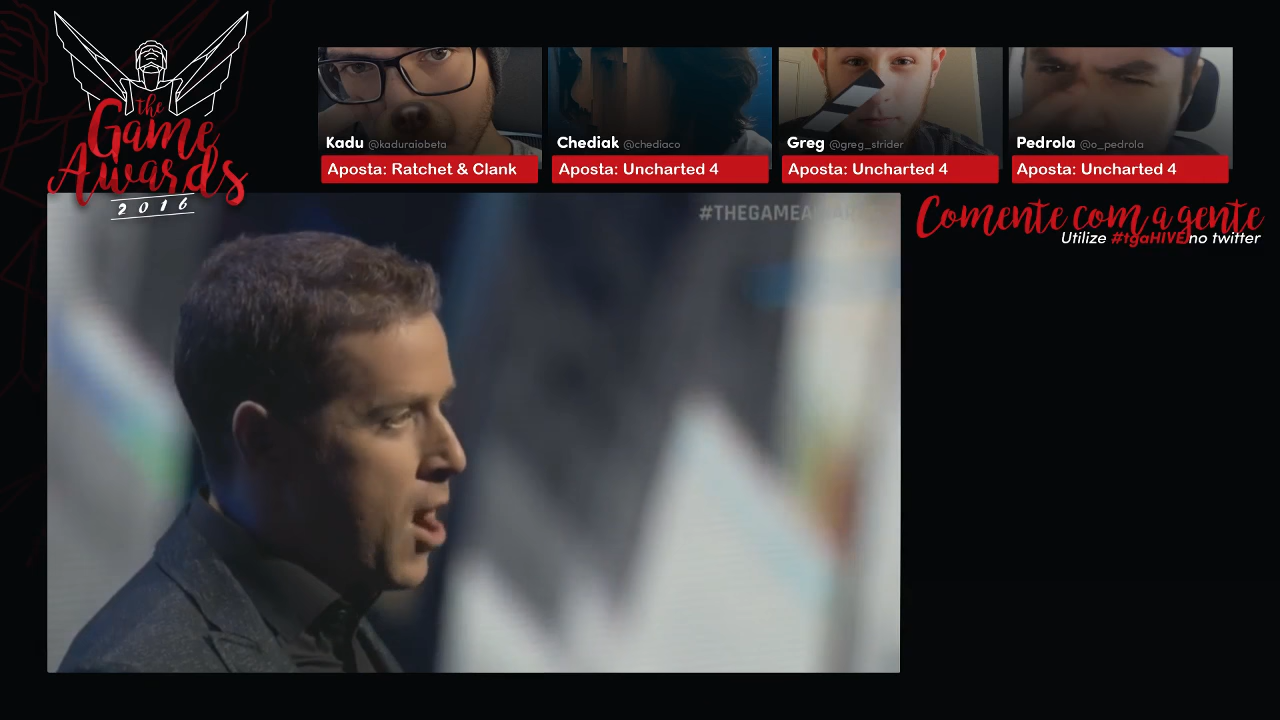 the
Game
Awards
2016
Kadu @kaduraiobeta
Aposta: Ratchet & Clank
Chediak @chediaco
Aposta: Uncharted 4
Greg @greg_strider
Aposta: Uncharted 4
Pedrola @o_pedrola
Aposta: Uncharted 4
#THEGAMEAWARDS
Comente com a gente
Utilize #tgaHIVE no twitter